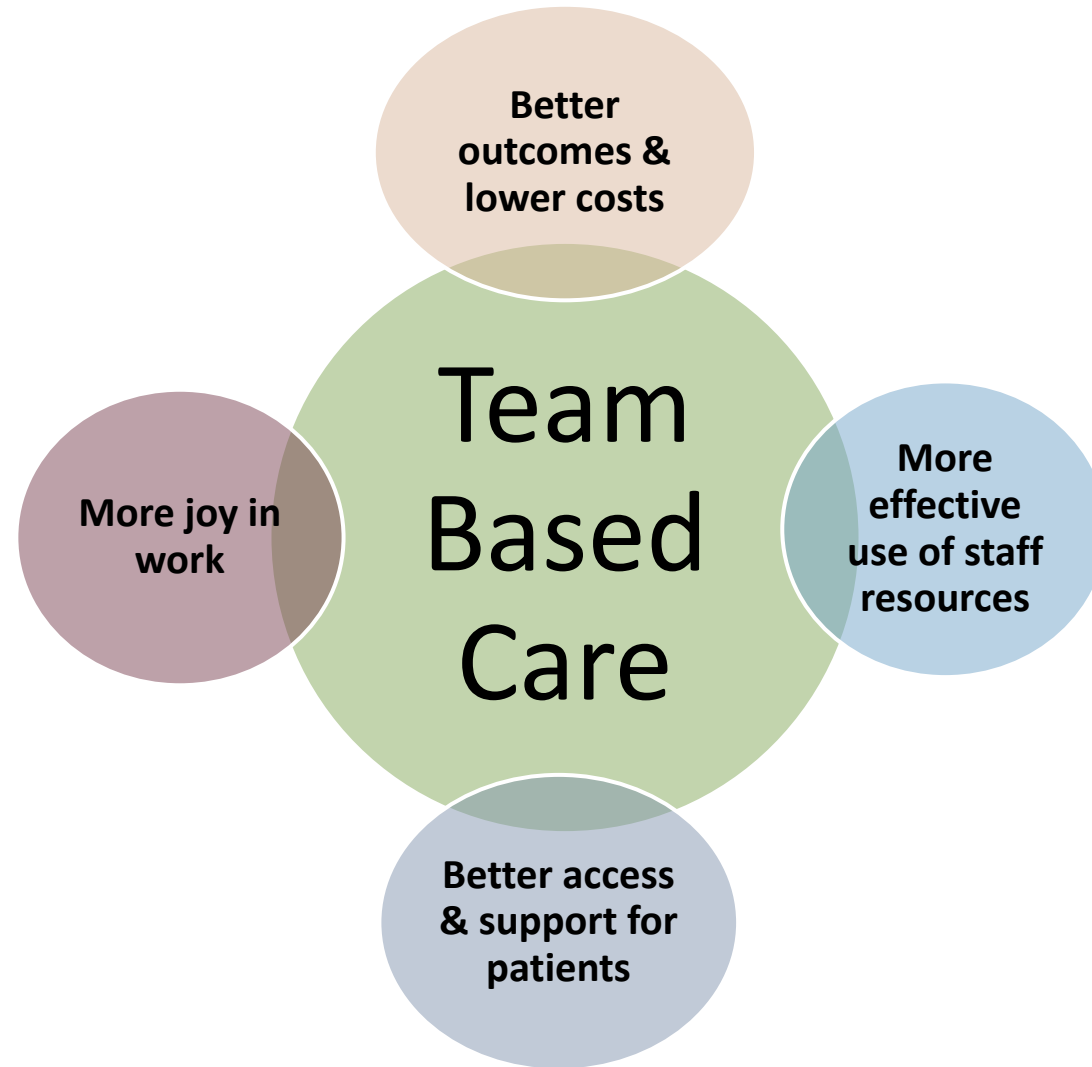 Better
outcomes &
lower costs
Team
Based
Care
More joy in
work
More
effective
use of staff
resources
Better access
& support for
patients